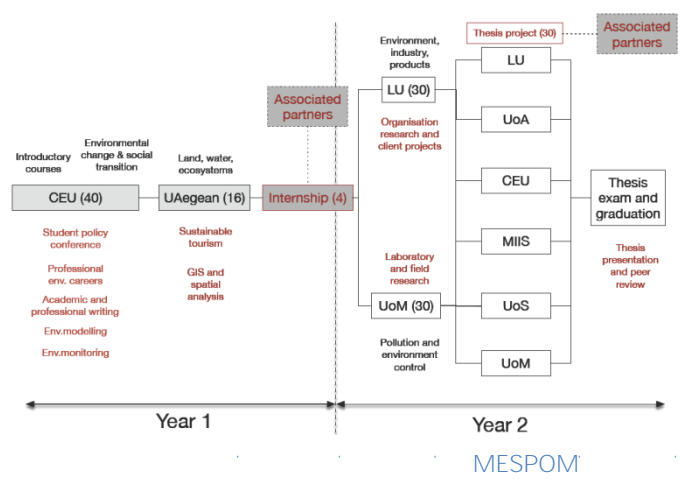 Thesis project (30)
Associated
partners
Environment,
industry,
products
LU
LU (30)
Associated
partners
UoA
Organisation
research and
client projects
Environmental
change & social
transition
Introductory
courses
Land, water,
ecosystems
CEU
Thesis
exam and
graduation
CEU (40)
UAegean (16)
Internship (4)
Student policy
conference
Sustainable
tourism
MIIS
Thesis
presentation
and peer
review
Professional
env. careers
GIS and
spatial
analysis
Laboratory
and field
research
Academic and
professional writing
UoM (30)
UoS
Env.modelling
Env.monitoring
Pollution and
environment
control
UoM
Year 1
Year 2
MESPOM